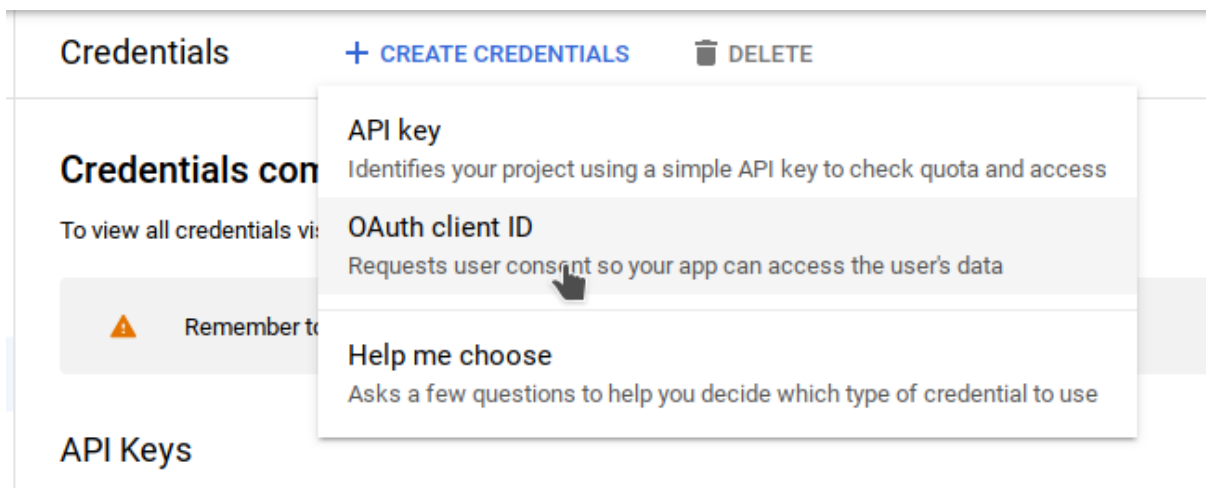 Credentials
CREATE CREDENTIALS
DELETE
API key
Identifies your project using a simple API key to check quota and access
Credentials com
OAuth client ID
To view all credentials vi
Requests user consent so your app can access the user's data
Remember to
Help me choose
Asks a few questions to help you decide which type of credential to use
API Keys